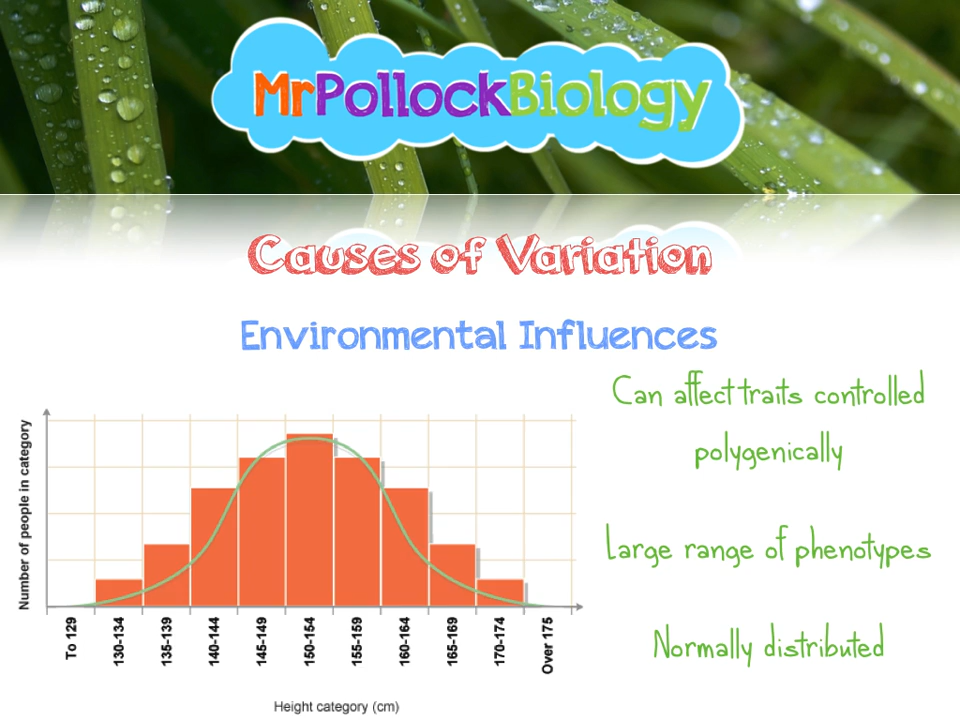 MrPollockBiology
Causes of Variation
Environmental Influences
Can affect traits controlled
polygenically
Large range of phenotypes
Normally distributed
Number of people in category
To 129
130-134
135-139
140-144
145-149
150-154
155-159
160-164
165-169
170-174
Over 175
Height category (cm)